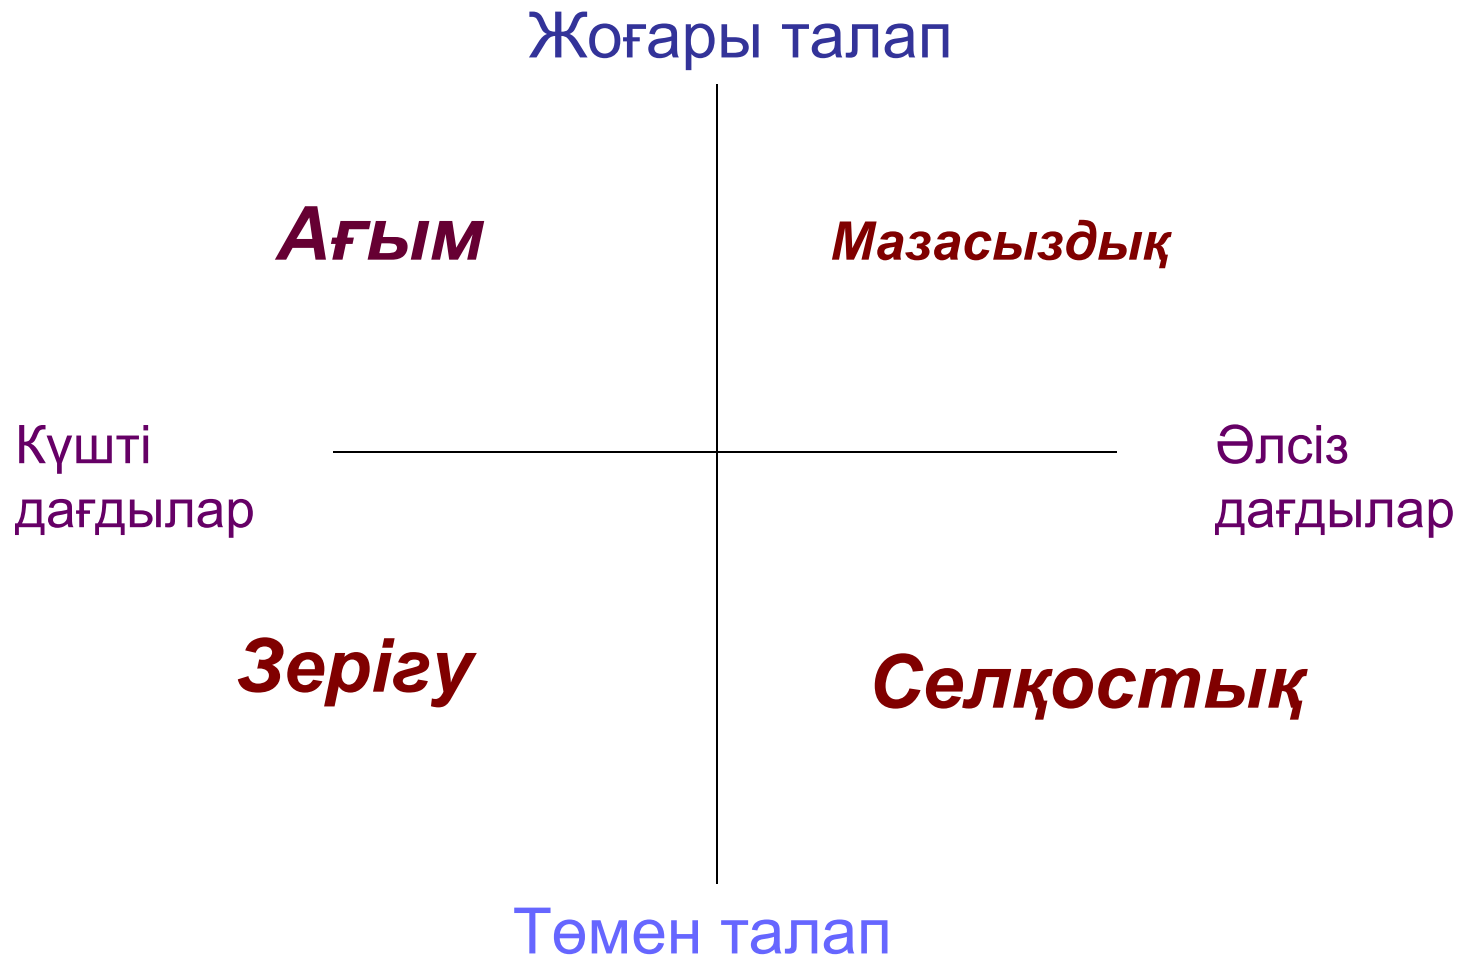 Жоғары талап
Ағым
Мазасыздық
Күшті
дағдылар
Әлсіз
дағдылар
Зерігу
Селқостық
Төмен талап